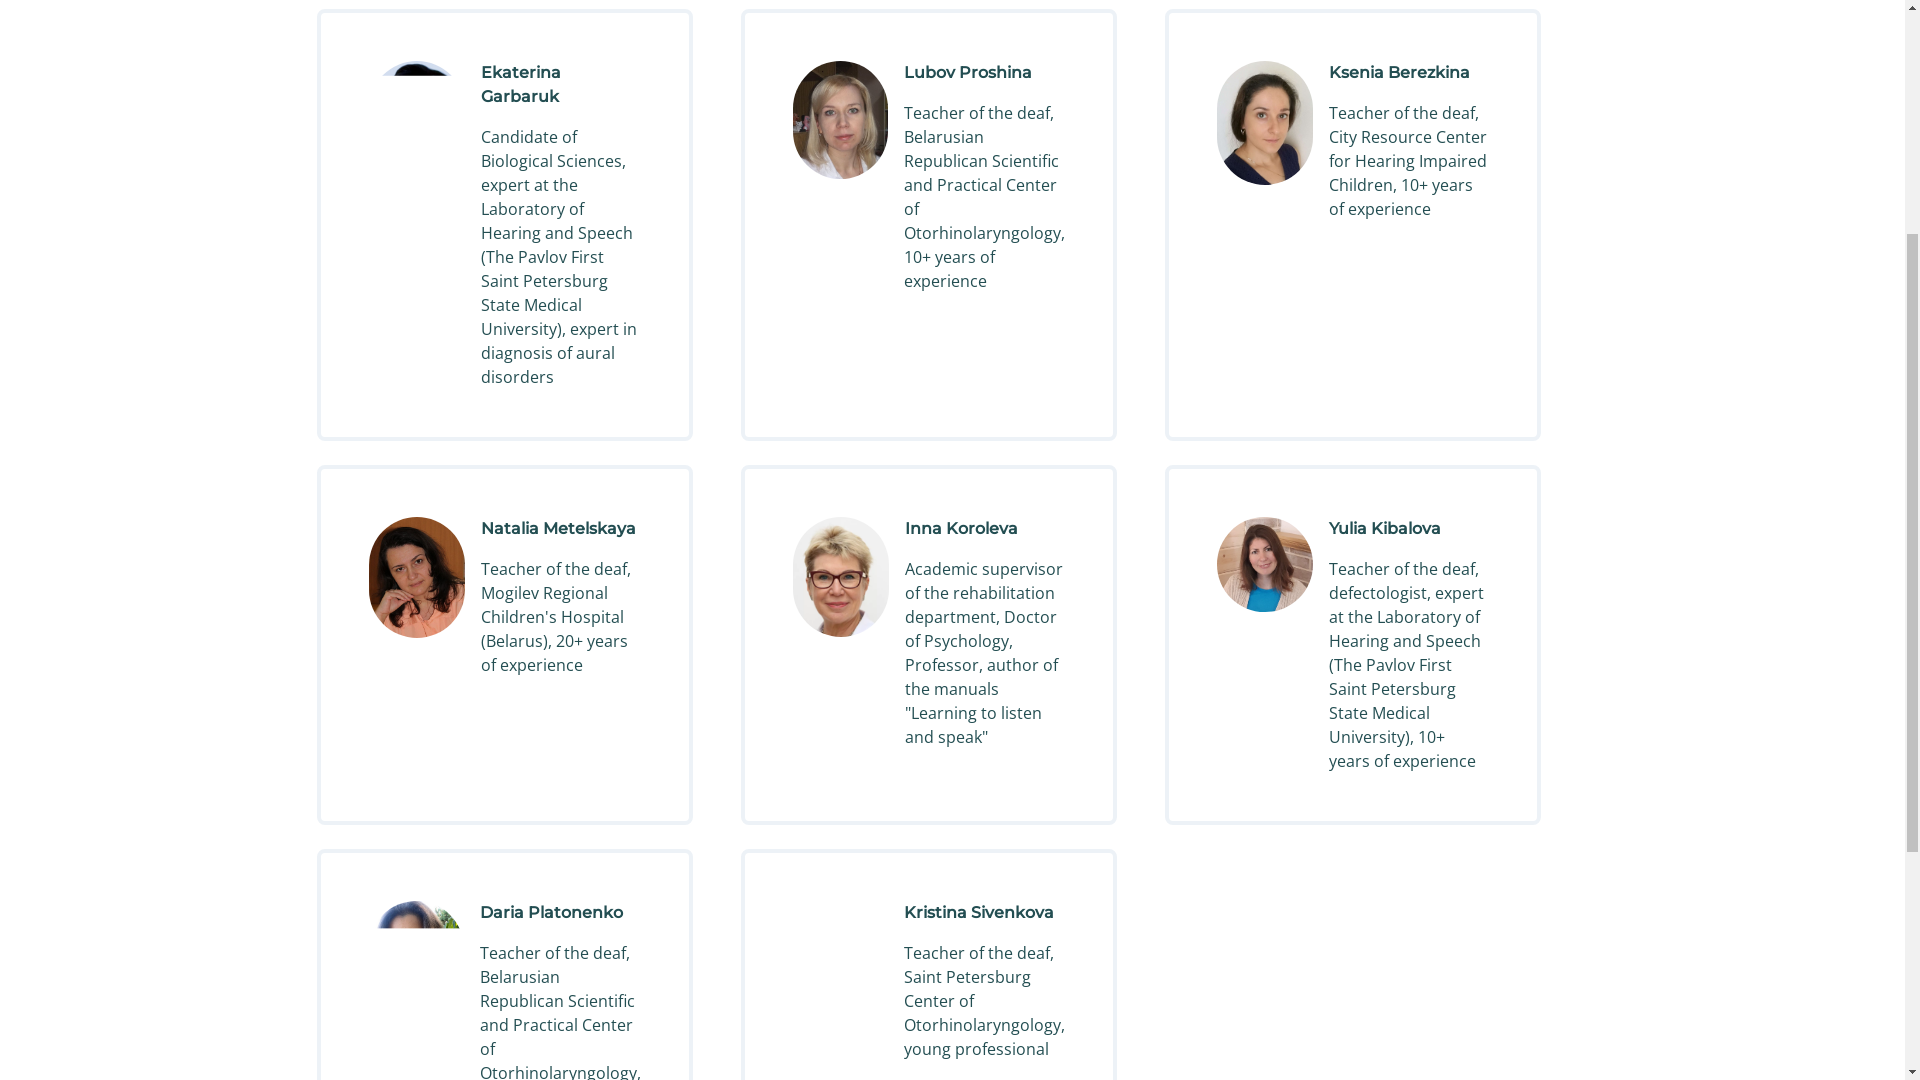 Ekaterina
Garbaruk
Candidate of
Biological Sciences,
expert at the
Laboratory of
Hearing and Speech
(The Pavlov First
Saint Petersburg
State Medical
University), expert in
diagnosis of aural
disorders
Lubov Proshina
Teacher of the deaf,
Belarusian
Republican Scientific
and Practical Center
of
Otorhinolaryngology,
10+ years of
experience
Ksenia Berezkina
Teacher of the deaf,
City Resource Center
for Hearing Impaired
Children, 10+ years
of experience
Natalia Metelskaya
Teacher of the deaf,
Mogilev Regional
Children's Hospital
(Belarus), 20+ years
of experience
Inna Koroleva
Academic supervisor
of the rehabilitation
department, Doctor
of Psychology,
Professor, author of
the manuals
"Learning to listen
and speak"
Yulia Kibalova
Teacher of the deaf,
defectologist, expert
at the Laboratory of
Hearing and Speech
(The Pavlov First
Saint Petersburg
State Medical
University), 10+
years of experience
Daria Platonenko
Teacher of the deaf,
Belarusian
Republican Scientific
and Practical Center
of
Otorhinolaryngology,
Kristina Sivenkova
Teacher of the deaf,
Saint Petersburg
Center of
Otorhinolaryngology,
young professional